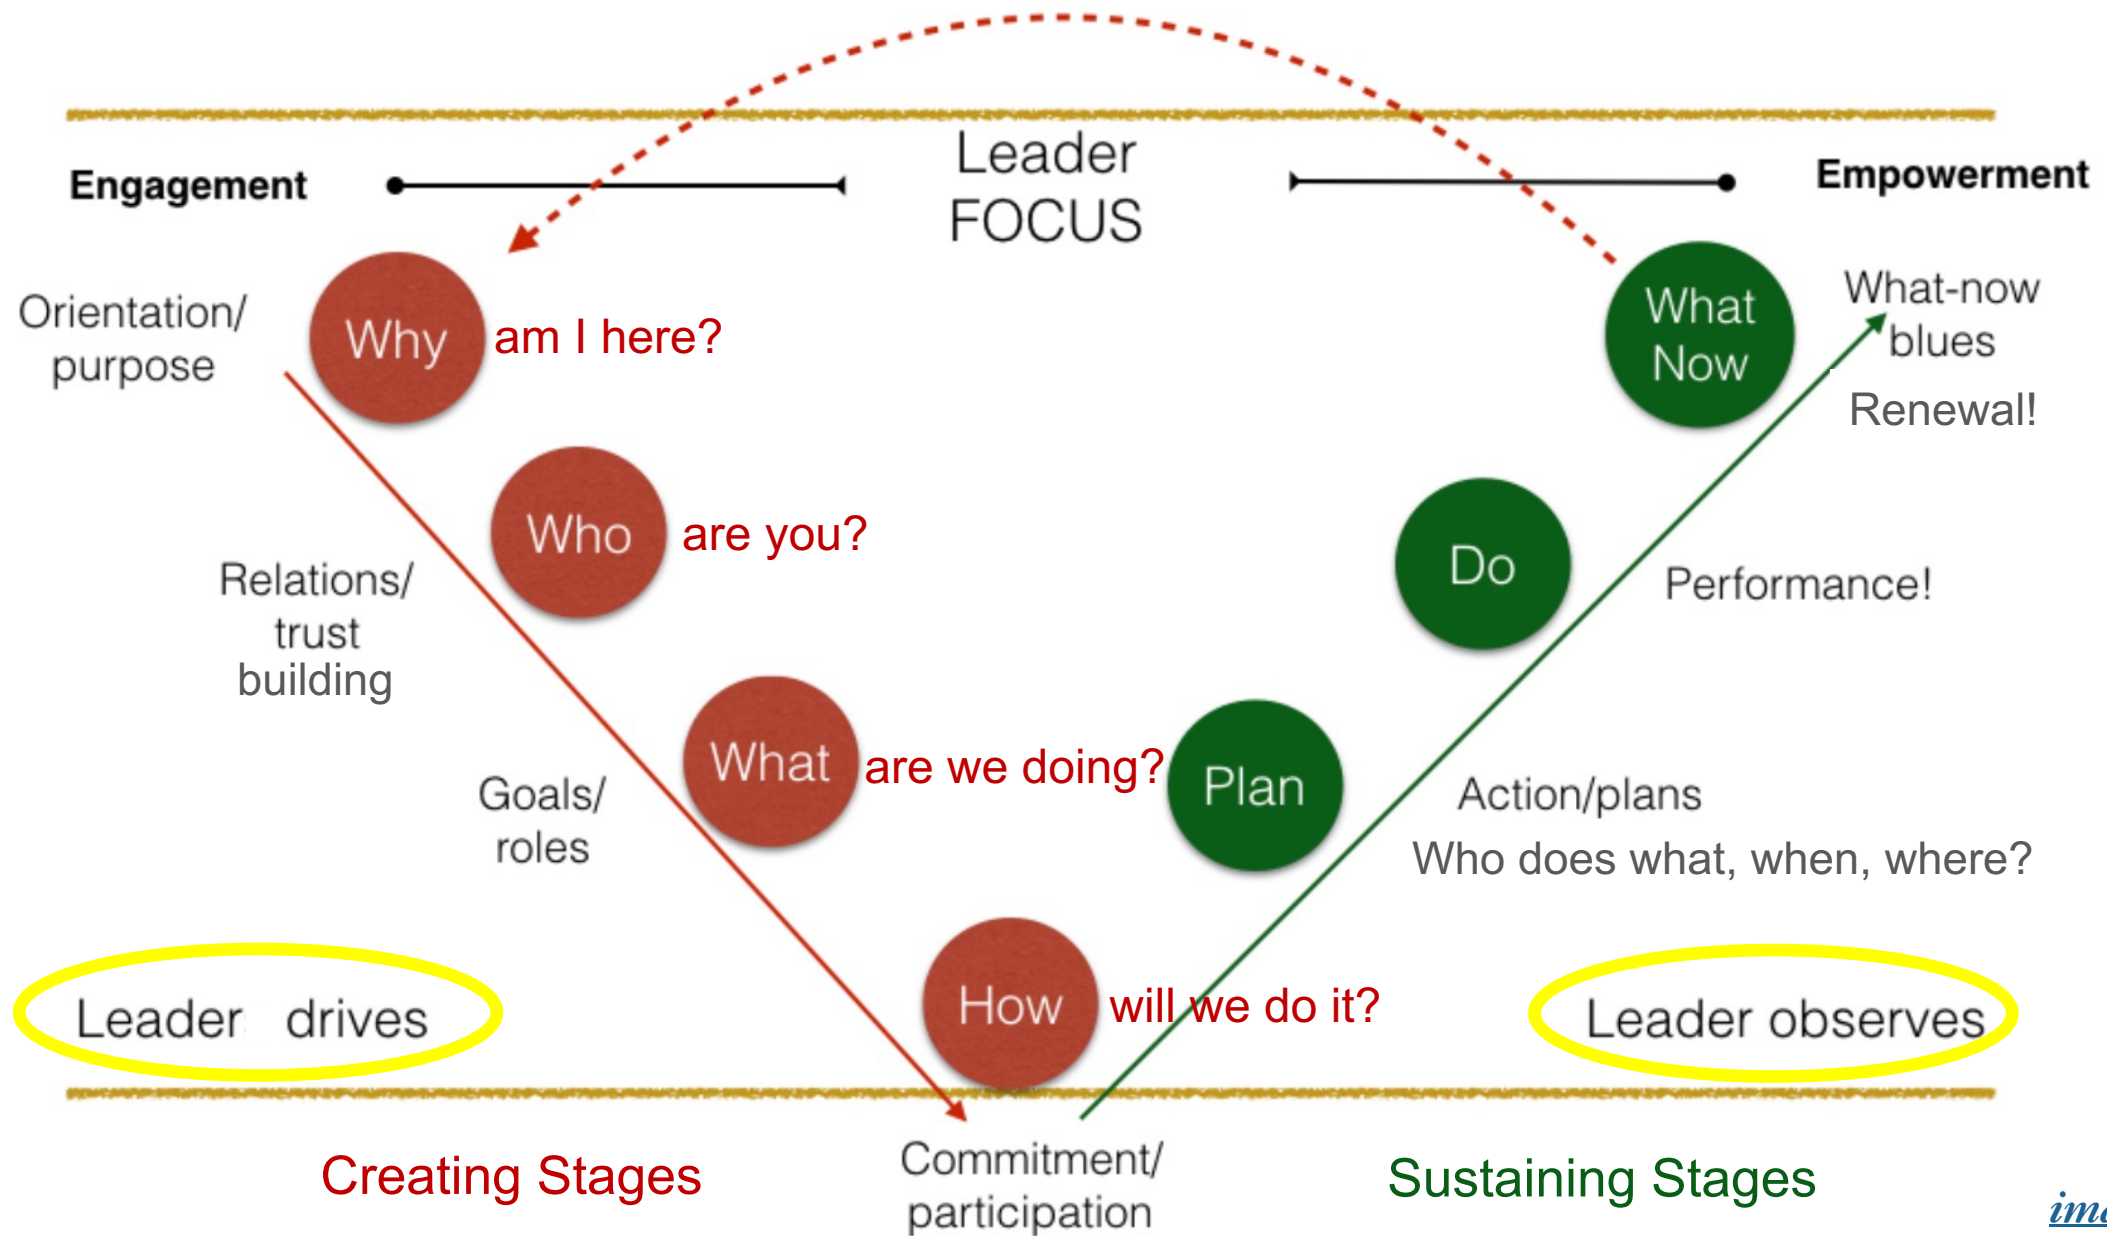 Leader
FOCUS
Engagement
Empowerment
Orientation/
purpose
Why
am I here?
What
Now
What-now
blues
Renewal!
Who
are you?
Relations/
trust
building
Do
Performance!
What
are we doing?
Goals/
roles
Plan
Action/plans
Who does what, when, where?
How
will we do it?
Leader drives
Leader observes
Creating Stages
Commitment/
participation
Sustaining Stages